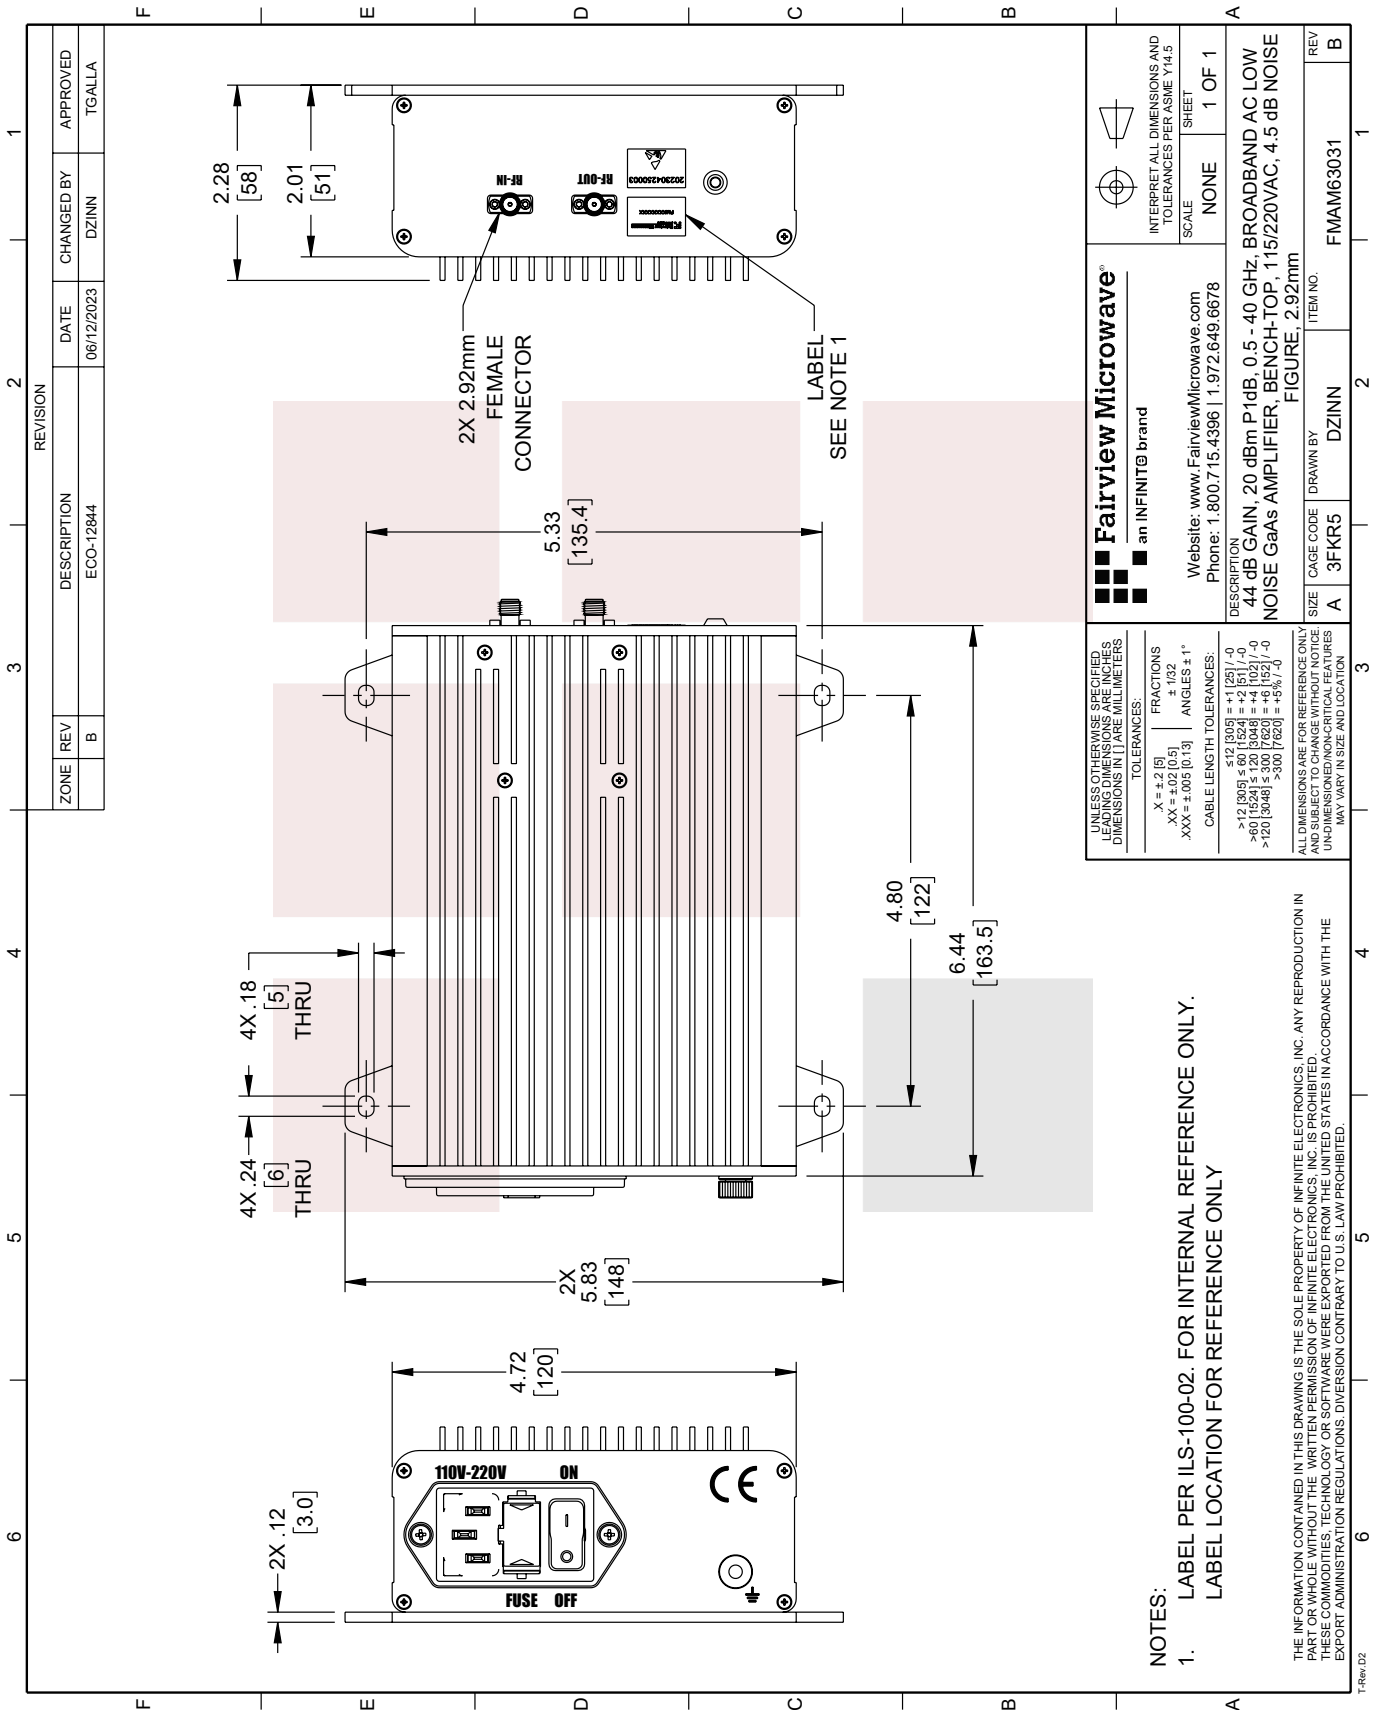 REVISION
ZONE REV DESCRIPTION DATE CHANGED BY APPROVED
B ECO-12844 06/12/2023 DZINN TGALLA
6 5 4 3 2 1
F
E
D
C
B
A
2X .12
[3.0]
110V-220V
ON
FUSE OFF
CE
4.72
[120]
2X
5.83
[148]
4X .24
[6]
THRU
4X .18
[5]
THRU
4.80
[122]
6.44
[163.5]
5.33
[135.4]
2.28
[58]
2.01
[51]
RF-IN
RF-OUT
202304250003
2X 2.92mm
FEMALE
CONNECTOR
LABEL
SEE NOTE 1
NOTES:
1. LABEL PER ILS-100-02. FOR INTERNAL REFERENCE ONLY.
LABEL LOCATION FOR REFERENCE ONLY
THE INFORMATION CONTAINED IN THIS DRAWING IS THE SOLE PROPERTY OF INFINITE ELECTRONICS, INC. ANY REPRODUCTION IN
PART OR WHOLE WITHOUT THE WRITTEN PERMISSION OF INFINITE ELECTRONICS, INC. IS PROHIBITED.
THESE COMMODITIES, TECHNOLOGY OR SOFTWARE WERE EXPORTED FROM THE UNITED STATES IN ACCORDANCE WITH THE
EXPORT ADMINISTRATION REGULATIONS. DIVERSION CONTRARY TO U.S. LAW PROHIBITED.
UNLESS OTHERWISE SPECIFIED
LEADING DIMENSIONS ARE INCHES
DIMENSIONS IN [ ] ARE MILLIMETERS
TOLERANCES:
.X = ±.2 [5]
.XX = ±.02 [0.5]
.XXX = ±.005 [0.13]
FRACTIONS
± 1/32
ANGLES ± 1°
CABLE LENGTH TOLERANCES:
≤12 [305] = +1 [25] / -0
>12 [305] ≤ 60 [1524] = +2 [51] / -0
>60 [1524] ≤ 120 [3048] = +4 [102] / -0
>120 [3048] ≤ 300 [7620] = +6 [152] / -0
>300 [7620] = +5% / -0
ALL DIMENSIONS ARE FOR REFERENCE ONLY
AND SUBJECT TO CHANGE WITHOUT NOTICE.
UN-DIMENSIONED/NON-CRITICAL FEATURES
MAY VARY IN SIZE AND LOCATION
Fairview Microwave®
an INFINIT℮ brand
Website: www.FairviewMicrowave.com
Phone: 1.800.715.4396 | 1.972.649.6678
INTERPRET ALL DIMENSIONS AND
TOLERANCES PER ASME Y14.5
SCALE
NONE
SHEET
1 OF 1
DESCRIPTION
44 dB GAIN, 20 dBm P1dB, 0.5 - 40 GHz, BROADBAND AC LOW
NOISE GaAs AMPLIFIER, BENCH-TOP, 115/220VAC, 4.5 dB NOISE
FIGURE, 2.92mm
SIZE
A
CAGE CODE
3FKR5
DRAWN BY
DZINN
ITEM NO.
FMAM63031
REV
B
6 5 4 3 2 1
F
E
D
C
B
A
T-Rev.D2